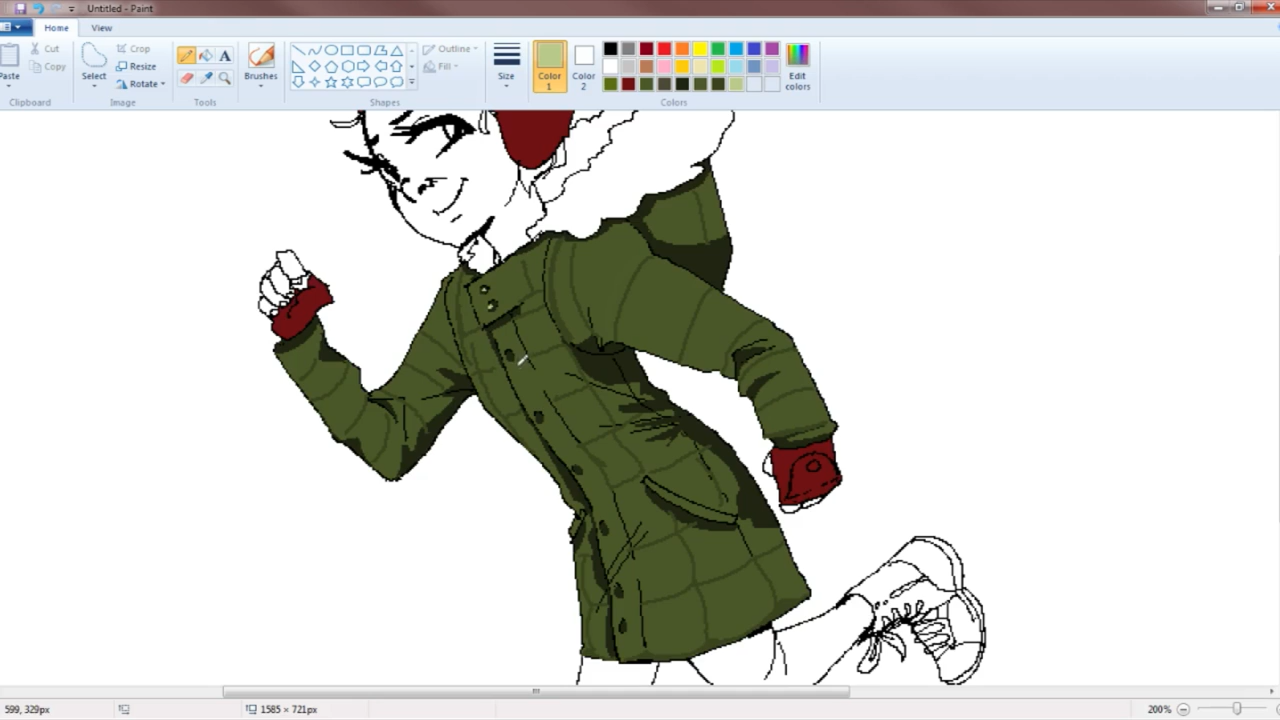 Untitled - Paint
Home
View
Paste
Cut
Copy
Clipboard
Select
Crop
Resize
Rotate
Image
A
Tools
Brushes
Outline
Fill
Shapes
Size
Color 1
Color 2
Edit colors
Colors
599, 329px
1585 × 721px
200%